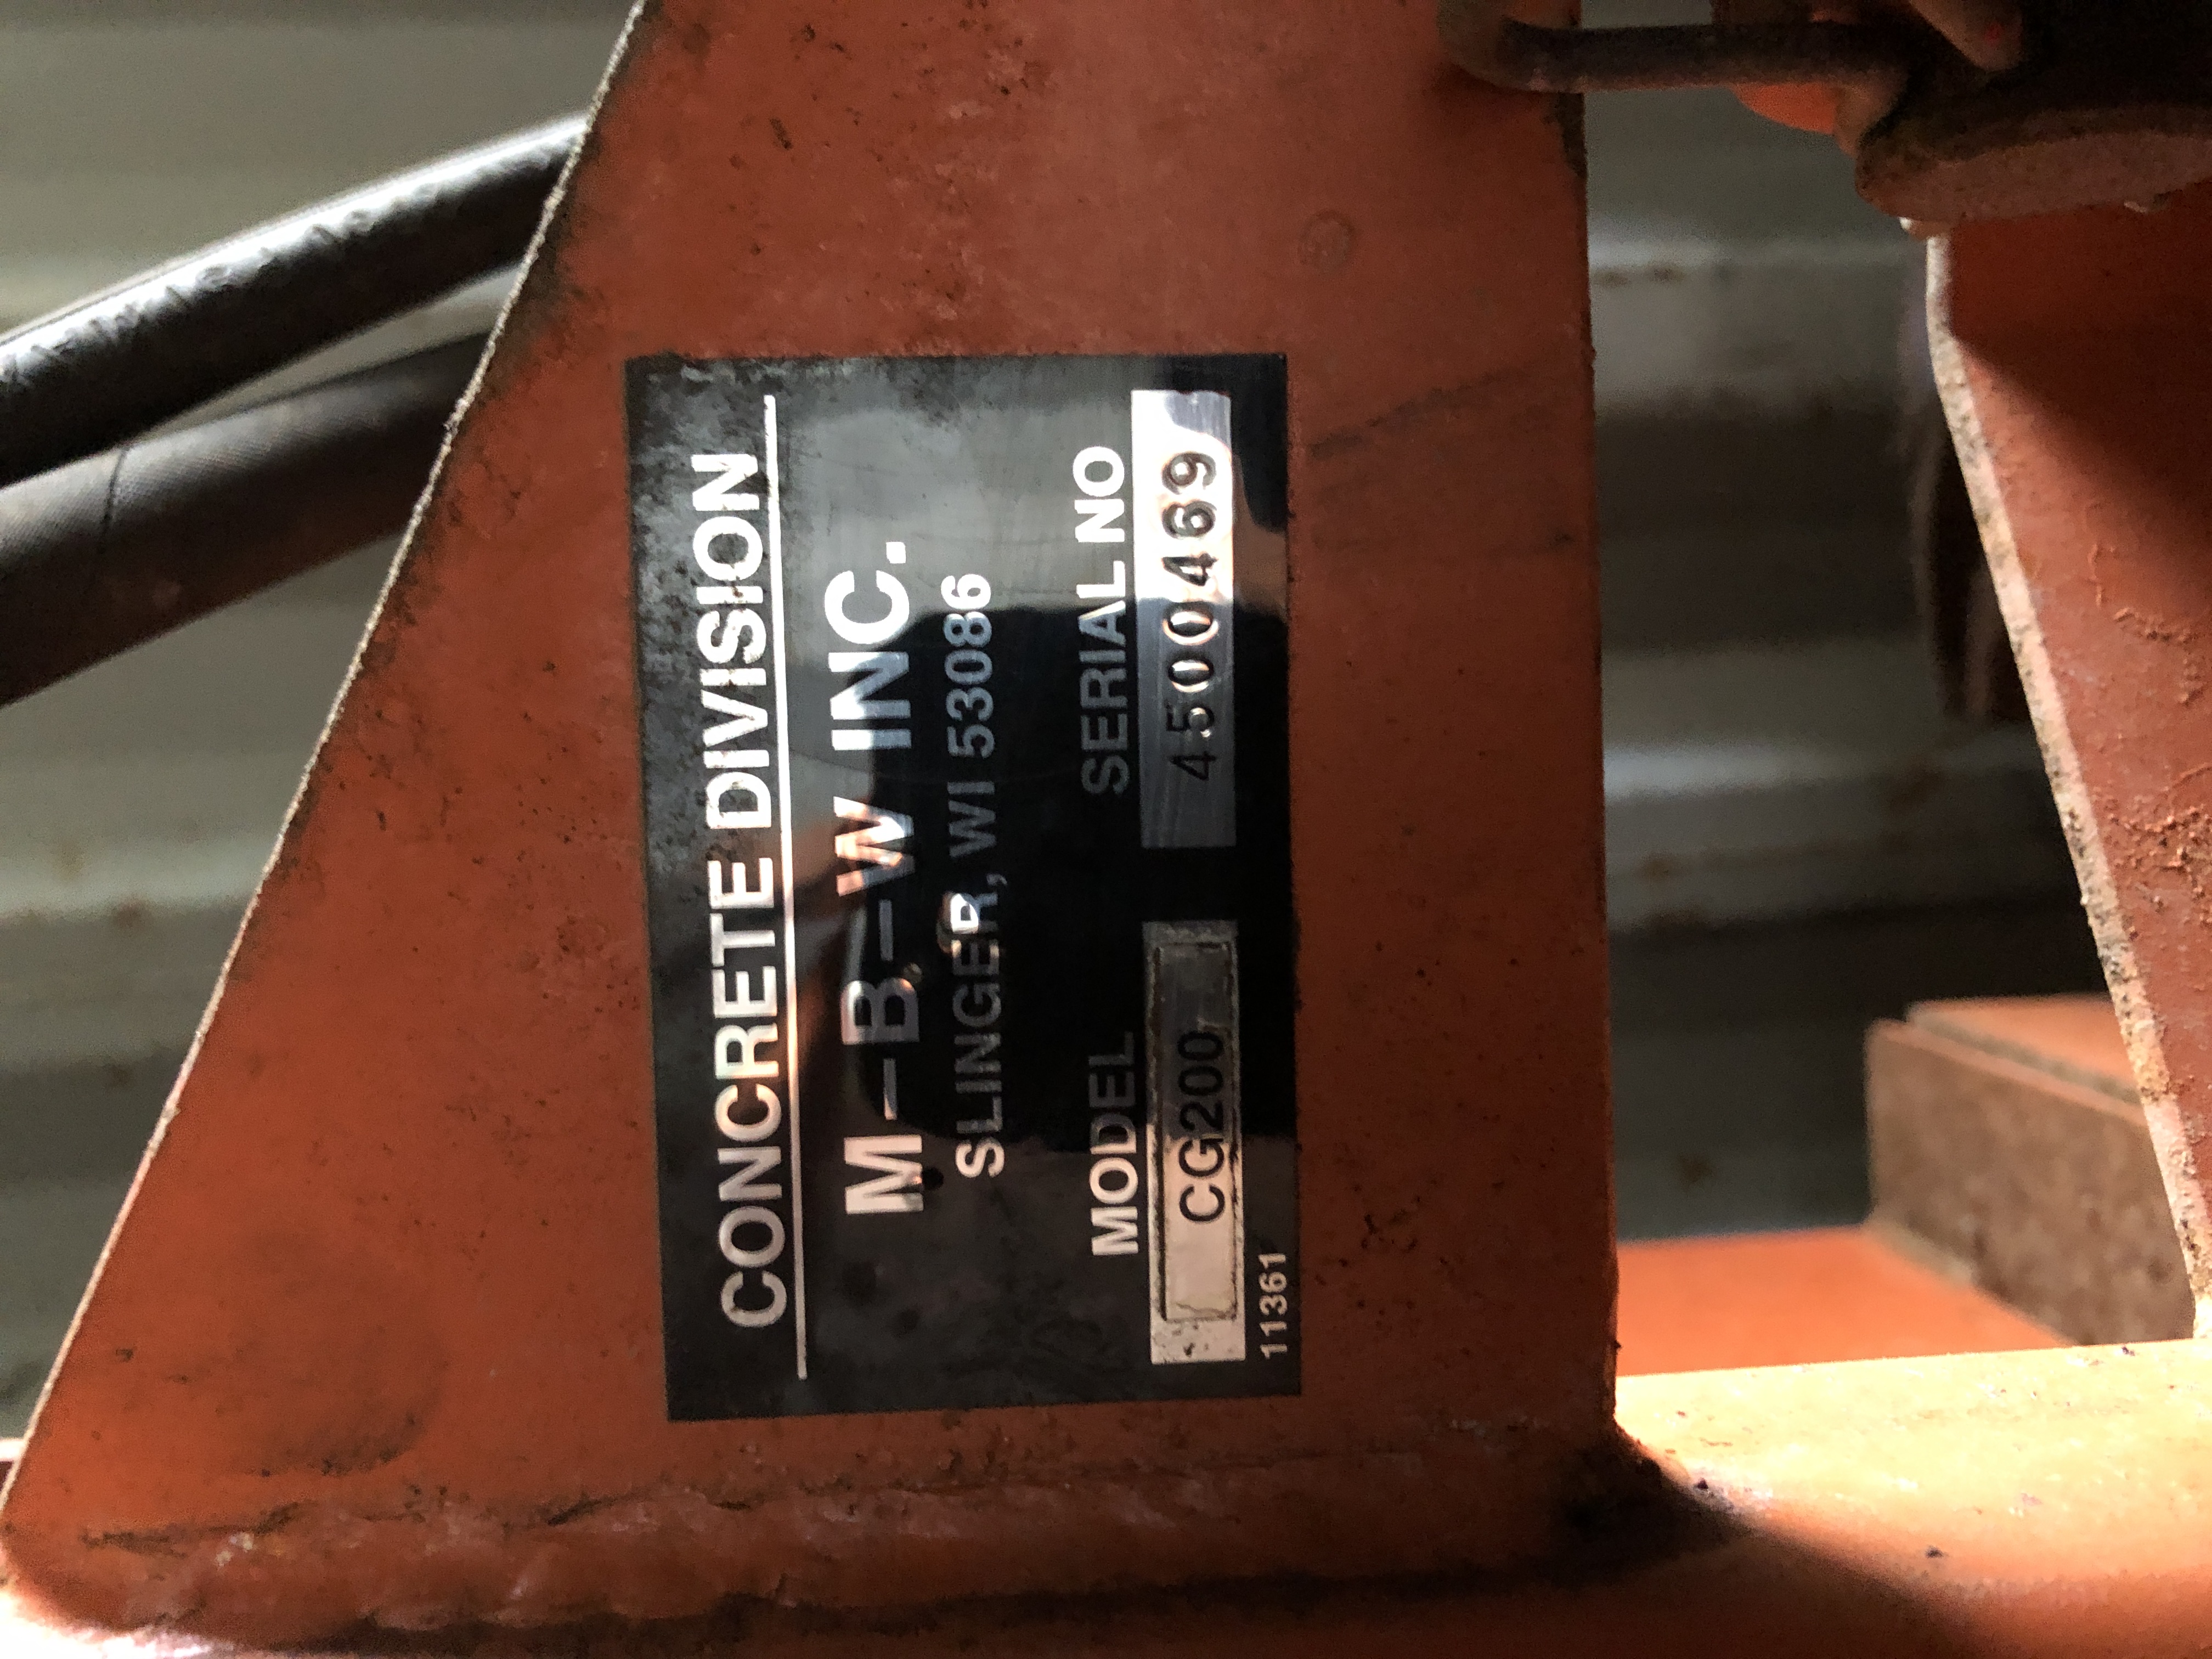 CONCRETE DIVISION
M-B-W INC.
SLINGER, WI 53086
MODEL SERIAL NO
CG200 4500469
11361